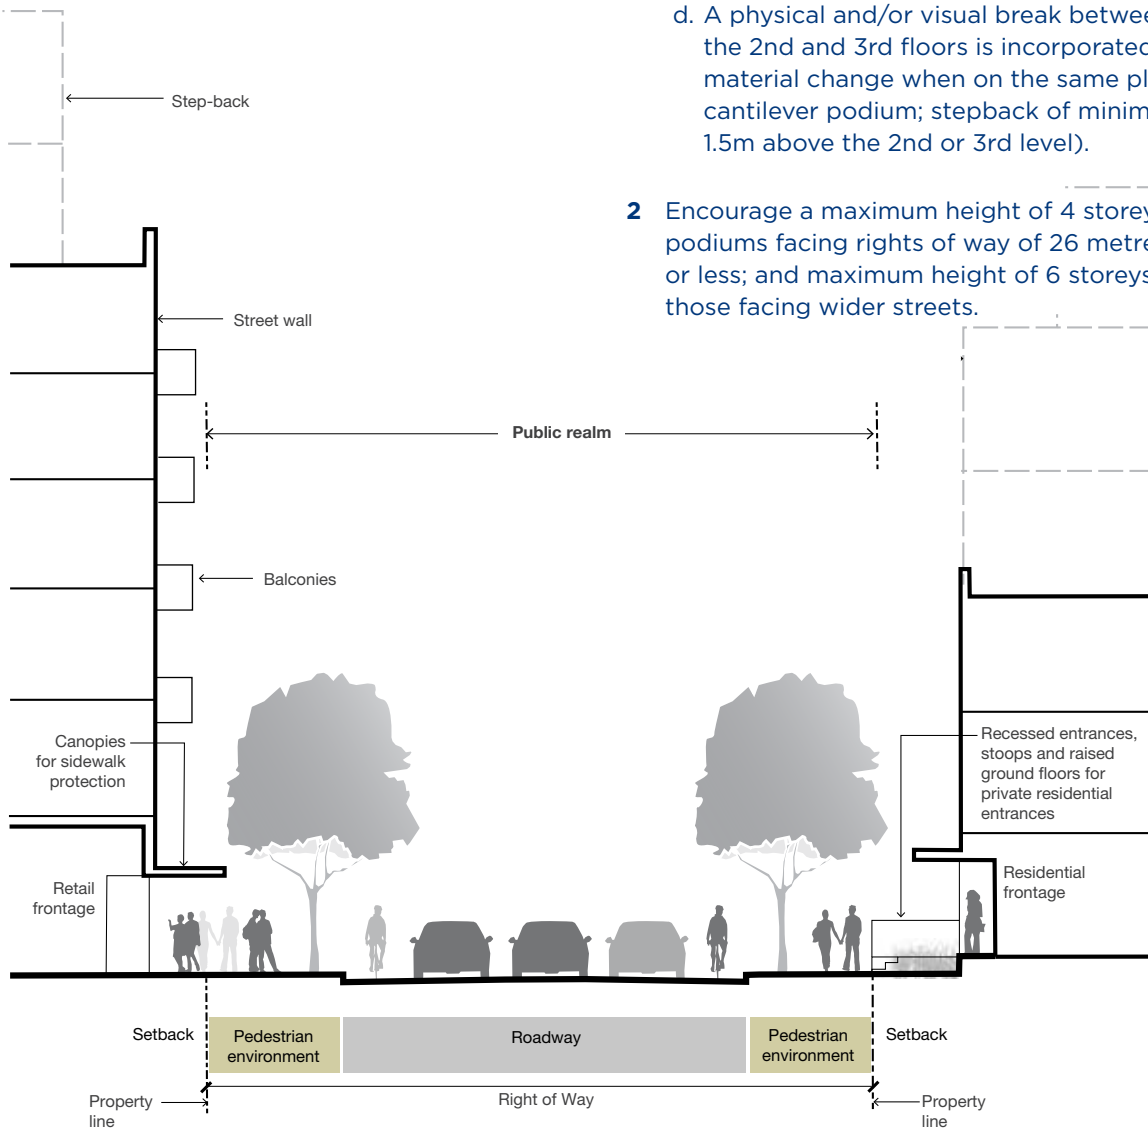 d. A physical and/or visual break betwee
the 2nd and 3rd floors is incorporated
material change when on the same pl
cantilever podium; stepback of minim
1.5m above the 2nd or 3rd level).
2 Encourage a maximum height of 4 storey
podiums facing rights of way of 26 metre
or less; and maximum height of 6 storeys
those facing wider streets.
Step-back
Street wall
Public realm
Balconies
Canopies
for sidewalk
protection
Recessed entrances,
stoops and raised
ground floors for
private residential
entrances
Retail
frontage
Residential
frontage
Setback
Pedestrian
environment
Roadway
Pedestrian
environment
Setback
Property
line
Right of Way
Property
line